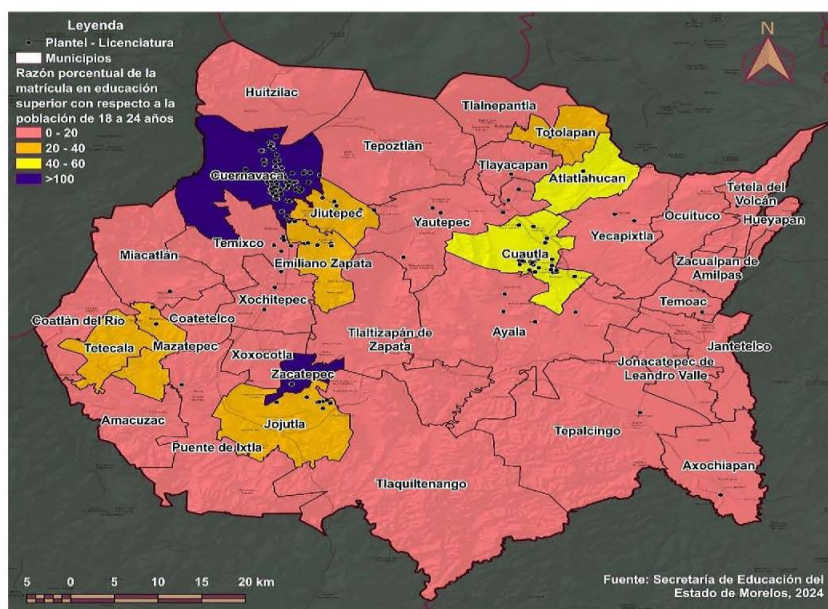 Leyenda
Plantel - Licenciatura
Municipios
Razón porcentual de la
matrícula en educación
superior con respecto a la
población de 18 a 24 años
0 - 20
20 - 40
40 - 60
>100
N
Huitzilac
Tlalnepantla
Totolapan
Tepoztlán
Tlayacapan
Atlatlahucan
Cuernavaca
Tetela del
Volcán
Jiutepec
Ocuituco
Hueyapan
Yautepec
Yecapixtla
Temixco
Cuautla
Miacatlán
Emiliano Zapata
Zacualpan de
Amilpas
Xochitepec
Temoac
Coatlán del Río
Coatetelco
Tlaltizapán de
Zapata
Ayala
Tetecala
Mazatepec
Jantetelco
Xoxocotla
Jonacatepec de
Leandro Valle
Zacatepec
Amacuzac
Jojutla
Tepalcingo
Puente de Ixtla
Axochiapan
Tlaquiltenango
5 0 5 10 15 20 km
Fuente: Secretaría de Educación del
Estado de Morelos, 2024